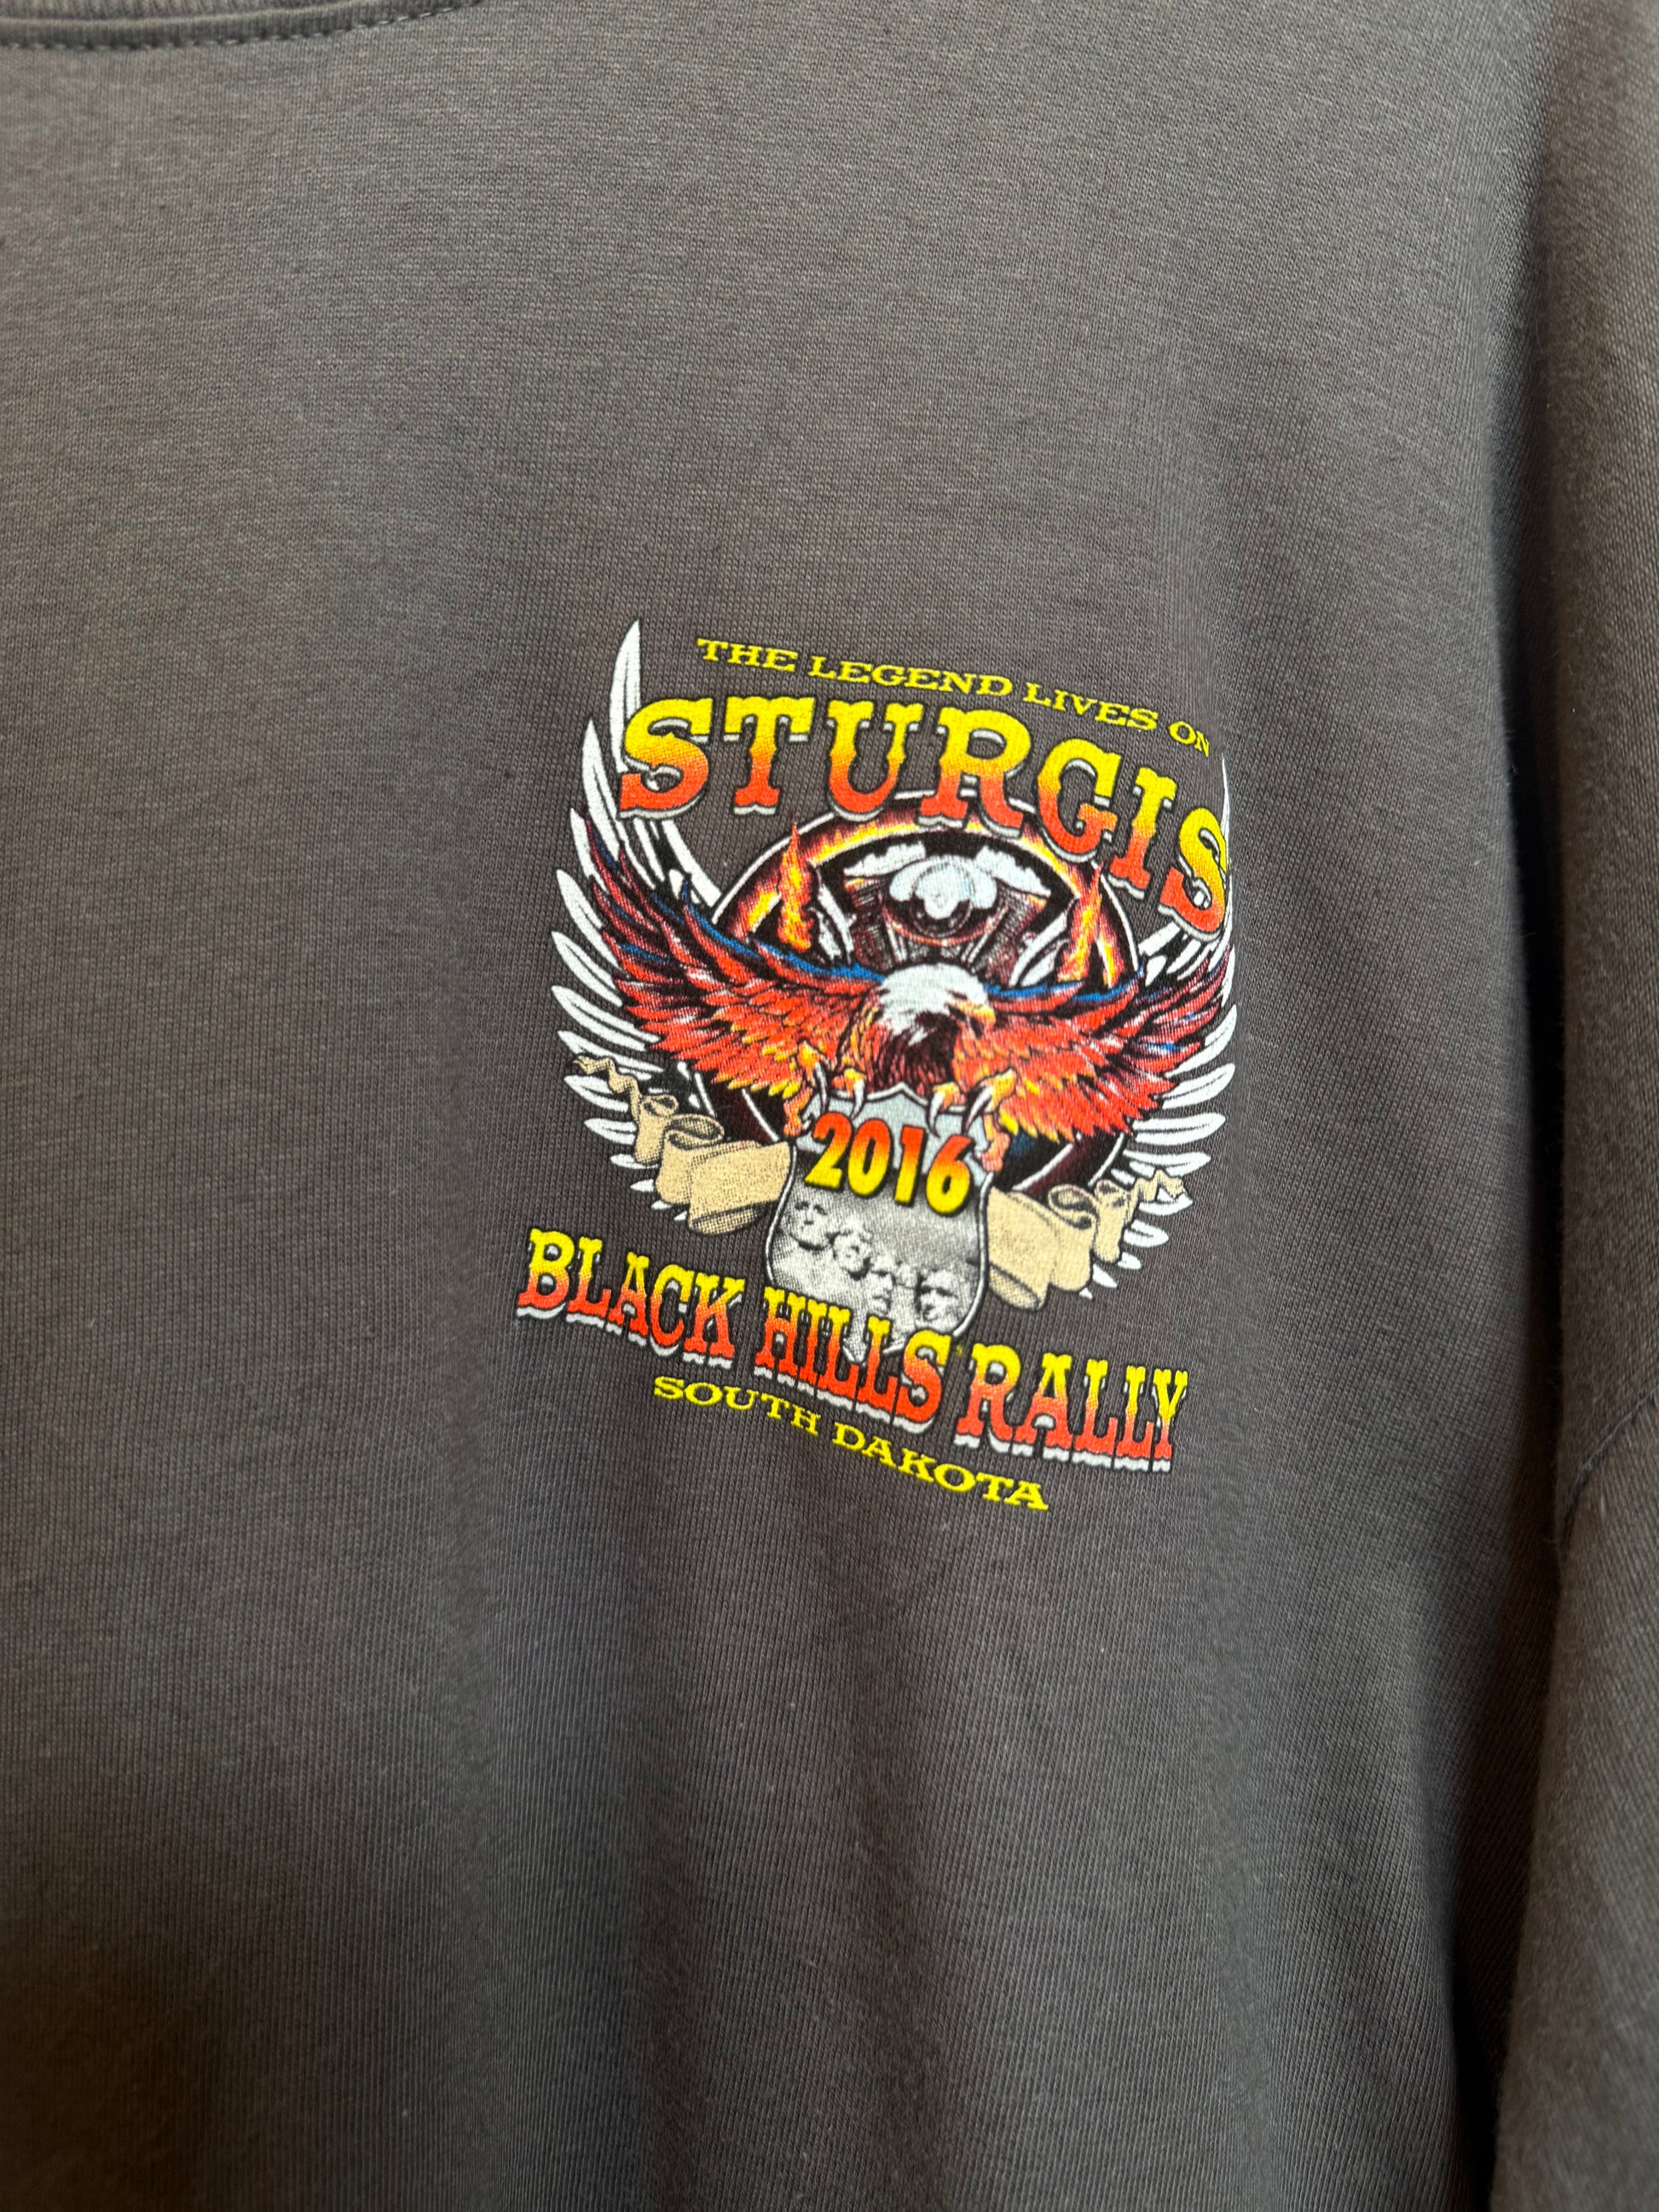 THE LEGEND LIVES ON
STURGIS
2016
BLACK HILLS RALLY
SOUTH DAKOTA